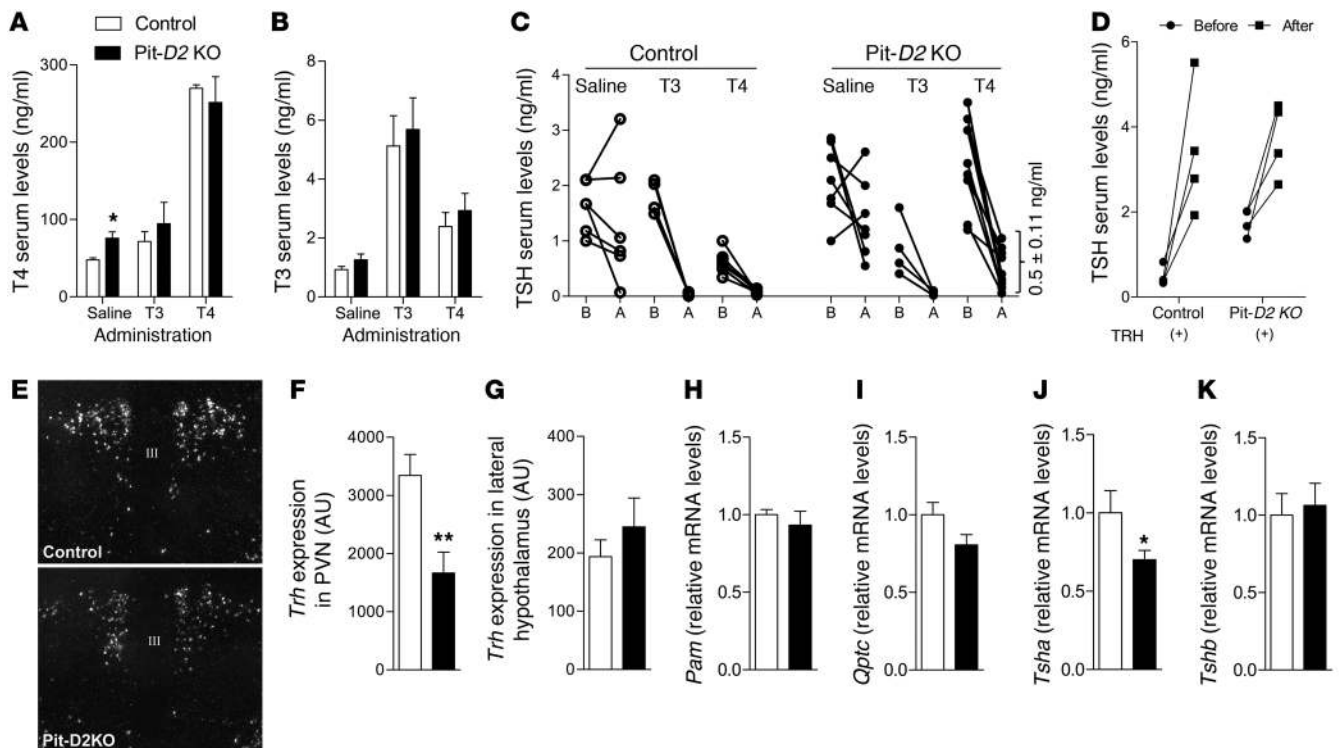 A
Control
Pit-D2 KO
T4 serum levels (ng/ml)
300
200
100
0
*
Saline
T3
T4
Administration
B
T3 serum levels (ng/ml)
8
6
4
2
0
Saline
T3
T4
Administration
C
Control
Pit-D2 KO
Saline
T3
T4
Saline
T3
T4
TSH serum levels (ng/ml)
4
3
2
1
0
B
A
B
A
B
A
B
A
B
A
B
A
0.5 ± 0.11 ng/ml
D
Before
After
TSH serum levels (ng/ml)
6
4
2
0
Control
Pit-D2 KO
TRH
(+)
(+)
E
III
Control
III
Pit-D2KO
F
Trh expression
in PVN (AU)
4000
3000
2000
1000
0
**
G
Trh expression in lateral
hypothalamus (AU)
400
300
200
100
0
H
Pam (relative mRNA levels)
1.5
1.0
0.5
0.0
I
Qptc (relative mRNA levels)
1.5
1.0
0.5
0.0
J
Tsha (relative mRNA levels)
1.5
1.0
0.5
0.0
*
K
Tshb (relative mRNA levels)
1.5
1.0
0.5
0.0